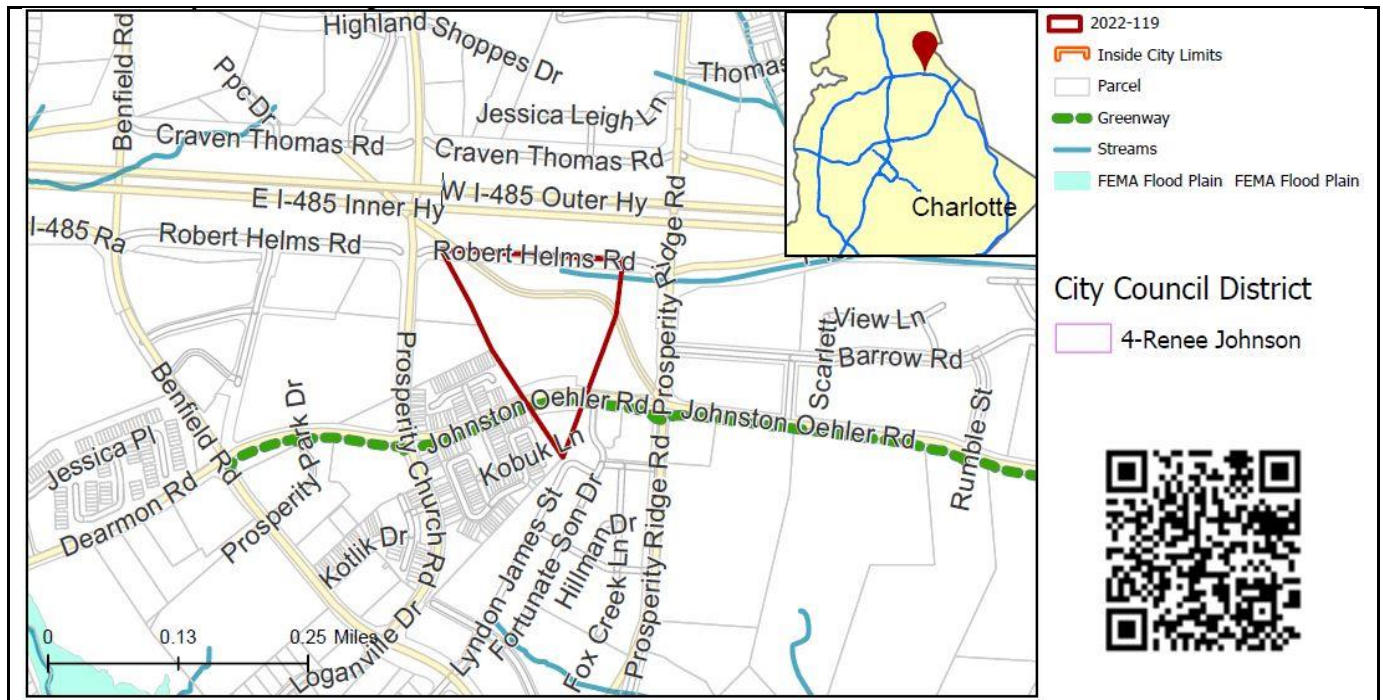 Highland Shoppes Dr
Benfield Rd
Ppc Dr
Thomas
Jessica Leigh Ln
Craven Thomas Rd
Craven Thomas Rd
W I-485 Outer Hy
E I-485 Inner Hy
I-485 Ra
Robert Helms Rd
Robert Helms Rd
Prosperity Ridge Rd
View Ln
Scarlett
Barrow Rd
Prosperity Church Rd
Benfield Rd
Prosperity Park Dr
Johnston Oehler Rd
Johnston Oehler Rd
Jessica Pl
Kobuk Ln
Rumble St
Dearmon Rd
Kotlik Dr
Lyndon James St
Fortunate Son Dr
Hillman Dr
Fox Creek Ln
Prosperity Ridge Rd
Loganville Dr
0 0.13 0.25 Miles
Charlotte
2022-119
Inside City Limits
Parcel
Greenway
Streams
FEMA Flood Plain FEMA Flood Plain
City Council District
4-Renee Johnson